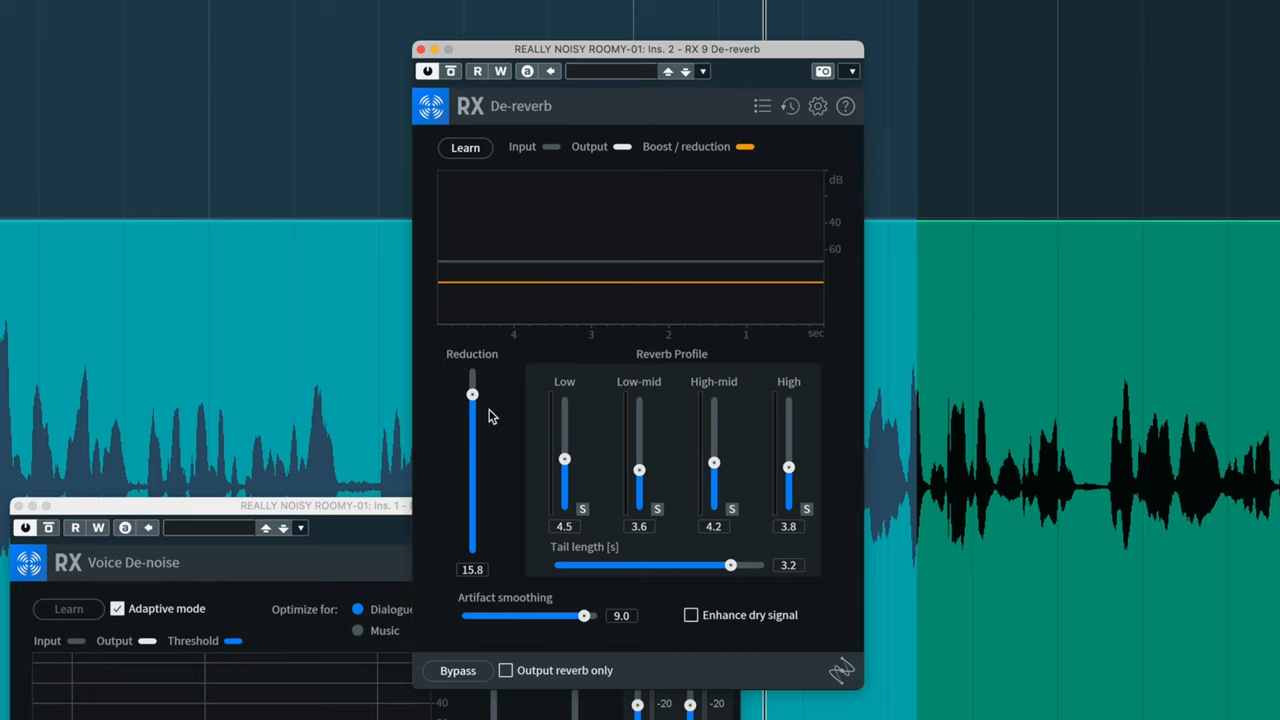 REALLY NOISY ROOMY-01: Ins. 2 - RX 9 De-reverb
R W a
RX De-reverb
?
Learn Input Output Boost / reduction
dB
-40
-60
4 3 2 1 sec
Reduction Reverb Profile
Low Low-mid High-mid High
S S S S
4.5 3.6 4.2 3.8
Tail length [s]
3.2
15.8
Artifact smoothing
9.0 Enhance dry signal
Bypass Output reverb only
REALLY NOISY ROOMY-01: Ins. 1 -
R W a
RX Voice De-noise
Learn Adaptive mode Optimize for: Dialogue
Music
Input Output Threshold
-40 -20 -20